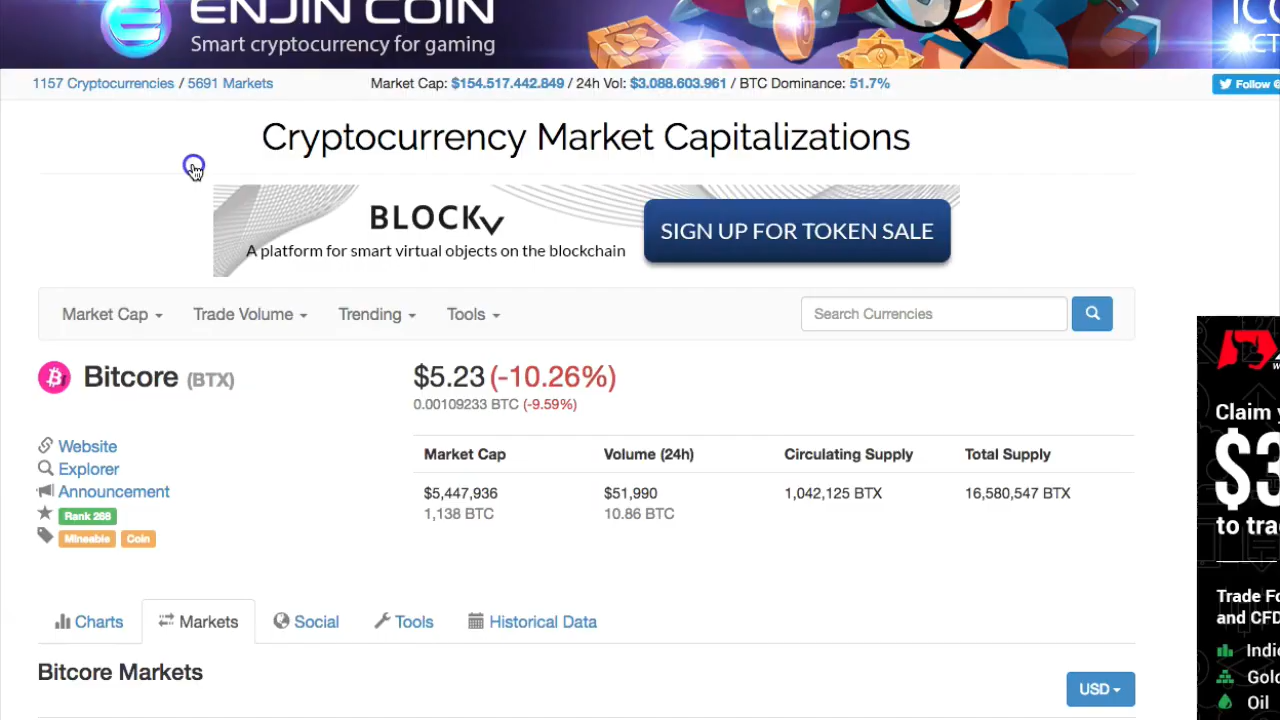 ENJIN COIN
Smart cryptocurrency for gaming
1157 Cryptocurrencies / 5691 Markets
Market Cap: $154.517.442.849 / 24h Vol: $3.088.603.961 / BTC Dominance: 51.7%
Follow
Cryptocurrency Market Capitalizations
BLOCKv
A platform for smart virtual objects on the blockchain
SIGN UP FOR TOKEN SALE
Market Cap
Trade Volume
Trending
Tools
Search Currencies
Bitcore (BTX)
$5.23 (-10.26%)
0.00109233 BTC (-9.59%)
Website
Explorer
Announcement
Rank 268
Mineable Coin
Market Cap Volume (24h) Circulating Supply Total Supply
$5,447,936 $51,990 1,042,125 BTX 16,580,547 BTX
1,138 BTC 10.86 BTC
Charts Markets Social Tools Historical Data
Bitcore Markets
USD
Claim
$3
to tra
Trade Fo
and CFD
Indi
Gold
Oil